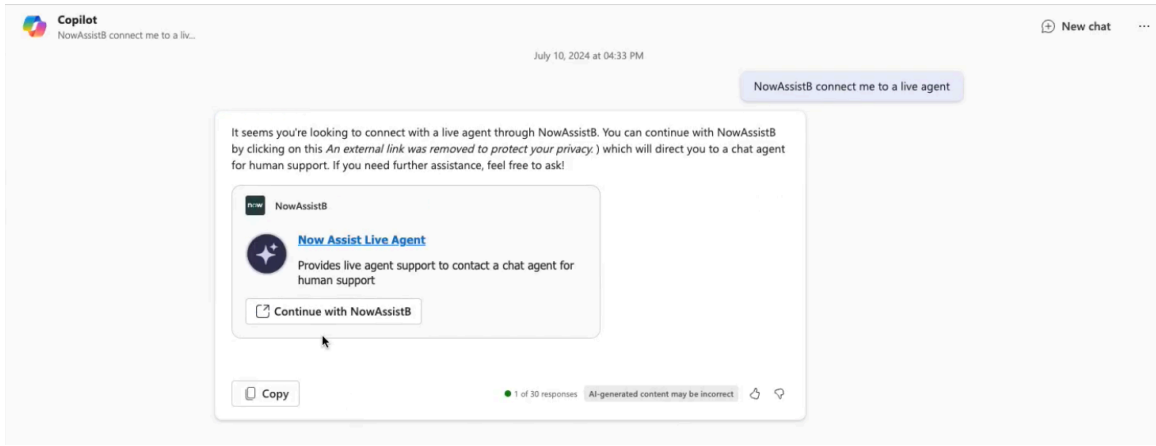 Copilot
NowAssistB connect me to a liv...
New chat
...
July 10, 2024 at 04:33 PM
NowAssistB connect me to a live agent
It seems you're looking to connect with a live agent through NowAssistB. You can continue with NowAssistB
by clicking on this An external link was removed to protect your privacy. ) which will direct you to a chat agent
for human support. If you need further assistance, feel free to ask!
now NowAssistB
Now Assist Live Agent
Provides live agent support to contact a chat agent for
human support
Continue with NowAssistB
Copy
1 of 30 responses
AI-generated content may be incorrect